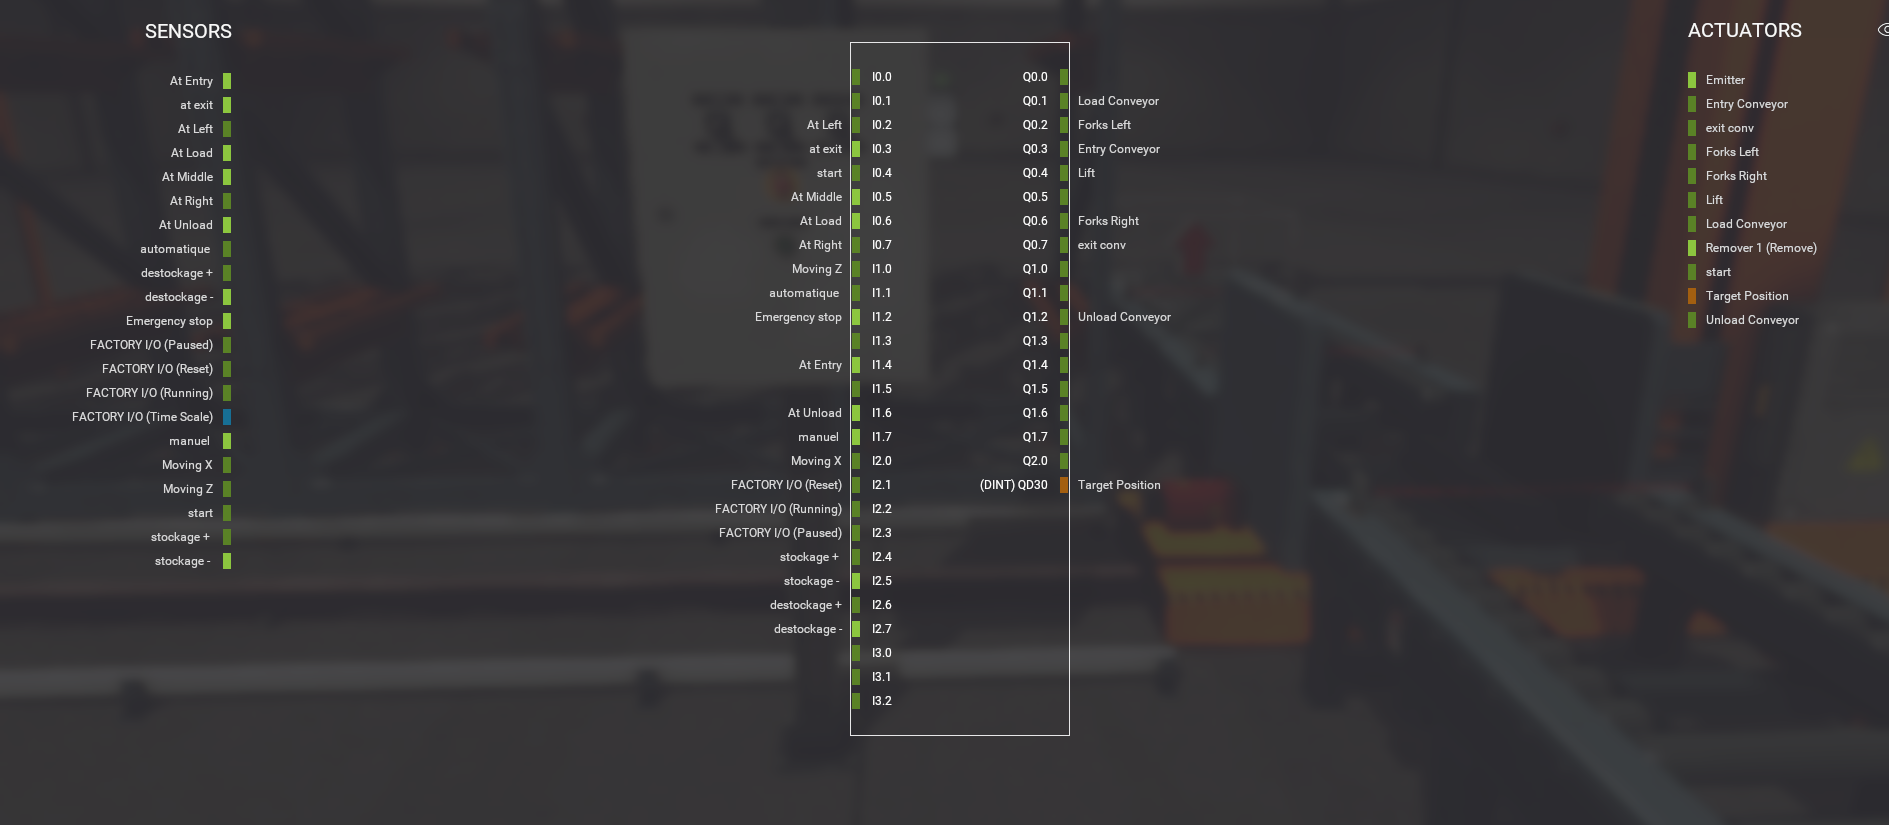 SENSORS
At Entry
at exit
At Left
At Load
At Middle
At Right
At Unload
automatique
destockage +
destockage -
Emergency stop
FACTORY I/O (Paused)
FACTORY I/O (Reset)
FACTORY I/O (Running)
FACTORY I/O (Time Scale)
manuel
Moving X
Moving Z
start
stockage +
stockage -
I0.0 Q0.0
I0.1 Q0.1 Load Conveyor
At Left I0.2 Q0.2 Forks Left
at exit I0.3 Q0.3 Entry Conveyor
start I0.4 Q0.4 Lift
At Middle I0.5 Q0.5
At Load I0.6 Q0.6 Forks Right
At Right I0.7 Q0.7 exit conv
Moving Z I1.0 Q1.0
automatique I1.1 Q1.1
Emergency stop I1.2 Q1.2 Unload Conveyor
I1.3 Q1.3
At Entry I1.4 Q1.4
I1.5 Q1.5
At Unload I1.6 Q1.6
manuel I1.7 Q1.7
Moving X I2.0 Q2.0
FACTORY I/O (Reset) I2.1 (DINT) QD30 Target Position
FACTORY I/O (Running) I2.2
FACTORY I/O (Paused) I2.3
stockage + I2.4
stockage - I2.5
destockage + I2.6
destockage - I2.7
I3.0
I3.1
I3.2
ACTUATORS
Emitter
Entry Conveyor
exit conv
Forks Left
Forks Right
Lift
Load Conveyor
Remover 1 (Remove)
start
Target Position
Unload Conveyor